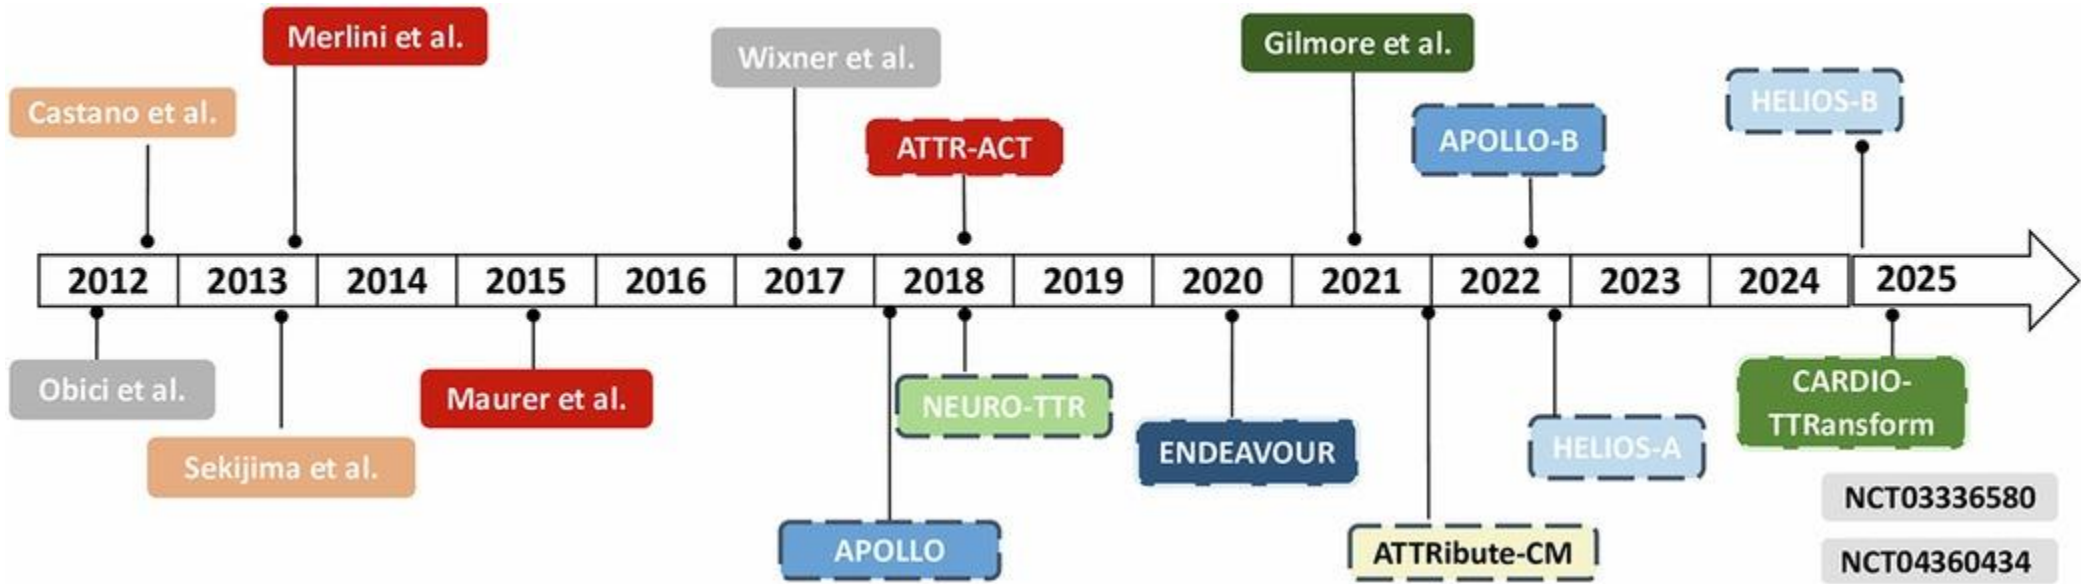 Merlini et al.
Wixner et al.
Gilmore et al.
Castano et al.
ATTR-ACT
APOLLO-B
HELIOS-B
2012
2013
2014
2015
2016
2017
2018
2019
2020
2021
2022
2023
2024
2025
Obici et al.
Sekijima et al.
Maurer et al.
APOLLO
NEURO-TTR
ENDEAVOUR
ATTRibute-CM
HELIOS-A
CARDIO-
TTRansform
NCT03336580
NCT04360434